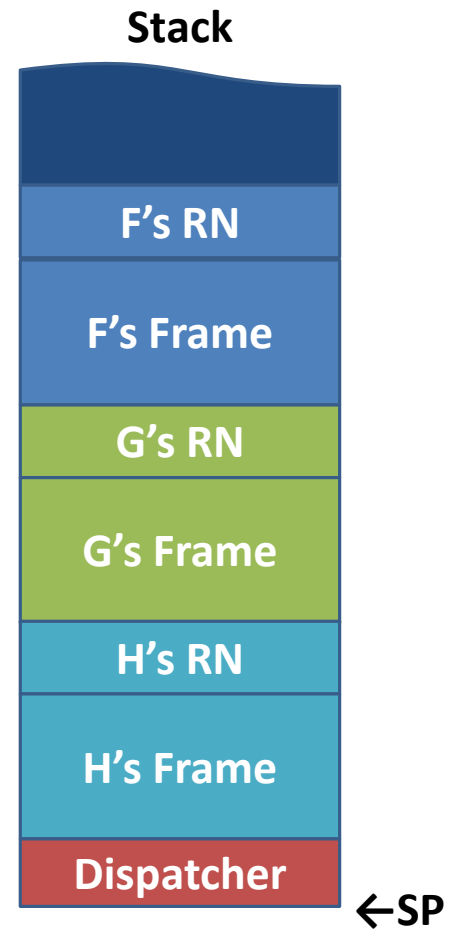 Stack
F’s RN
F’s Frame
G’s RN
G’s Frame
H’s RN
H’s Frame
Dispatcher
←SP